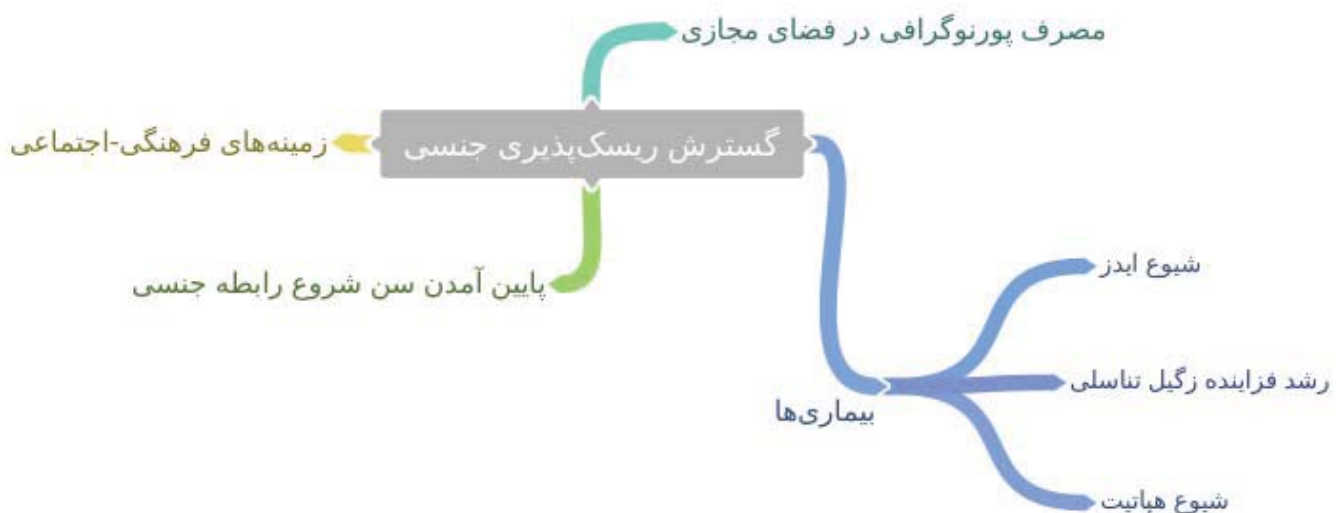 مصرف پورنوگرافی در فضای مجازی
گسترش ریسک‌پذیری جنسی
زمینه‌های فرهنگی-اجتماعی
پایین آمدن سن شروع رابطه جنسی
بیماری‌ها
شیوع ایدز
رشد فزاینده زگیل تناسلی
شیوع هپاتیت